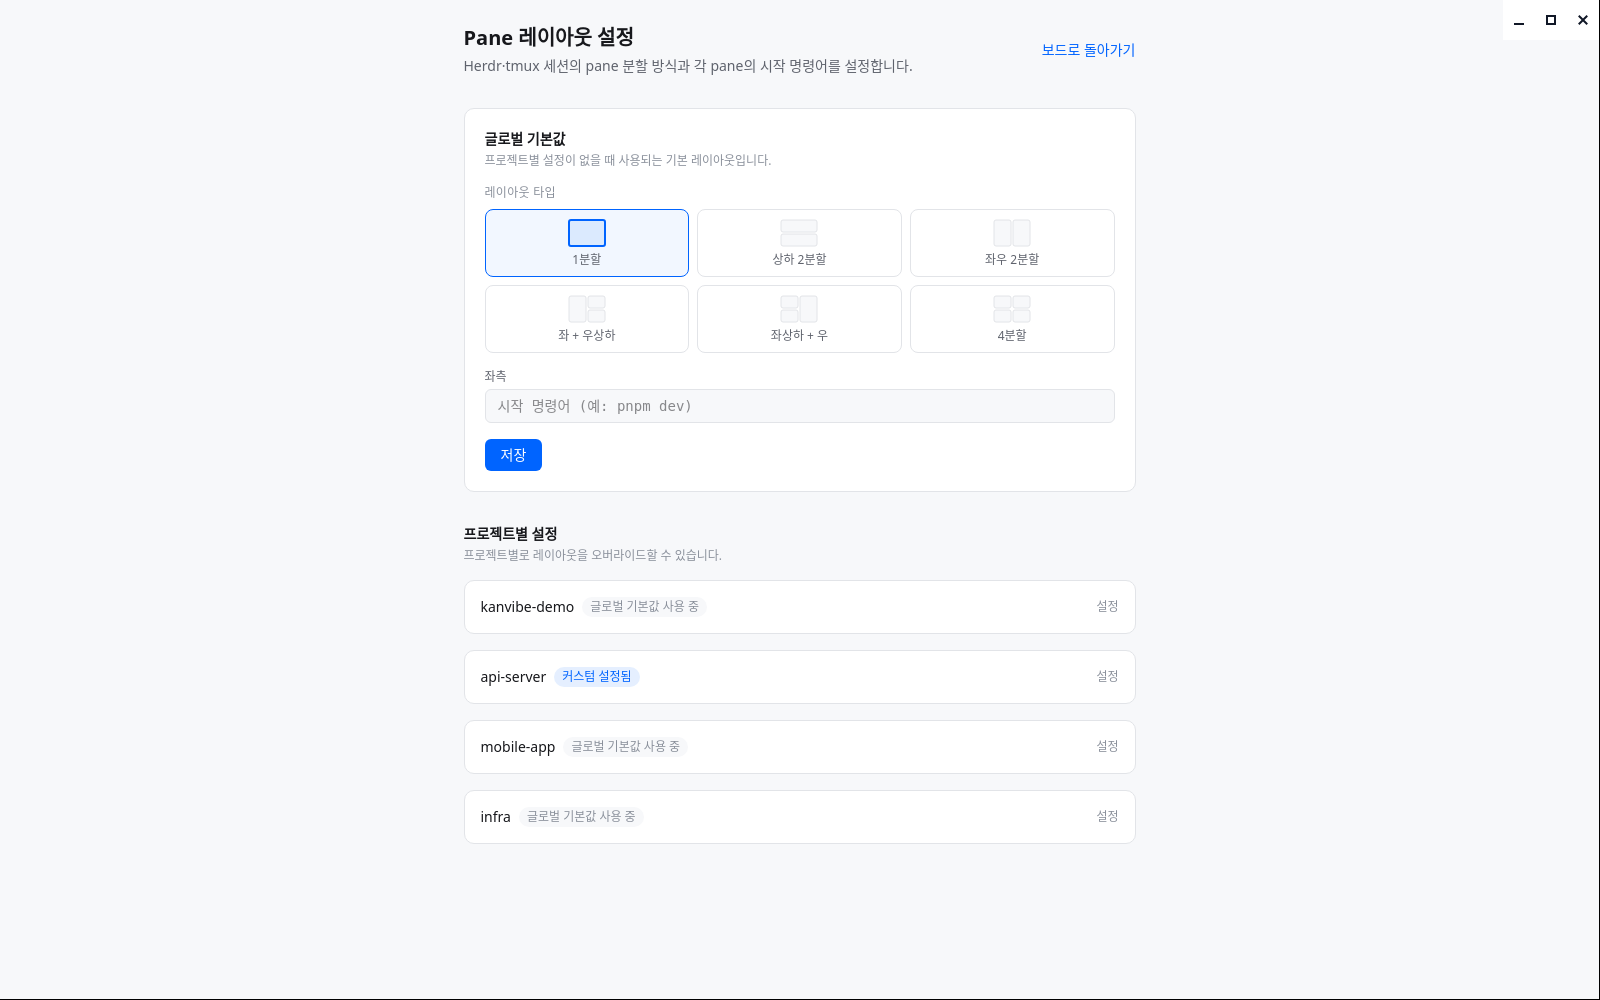 Pane 레이아웃 설정
보드로 돌아가기
Herdr·tmux 세션의 pane 분할 방식과 각 pane의 시작 명령어를 설정합니다.
글로벌 기본값
프로젝트별 설정이 없을 때 사용되는 기본 레이아웃입니다.
레이아웃 타입
1분할
상하 2분할
좌우 2분할
좌 + 우상하
좌상하 + 우
4분할
좌측
시작 명령어 (예: pnpm dev)
저장
프로젝트별 설정
프로젝트별로 레이아웃을 오버라이드할 수 있습니다.
kanvibe-demo 글로벌 기본값 사용 중 설정
api-server 커스텀 설정됨 설정
mobile-app 글로벌 기본값 사용 중 설정
infra 글로벌 기본값 사용 중 설정